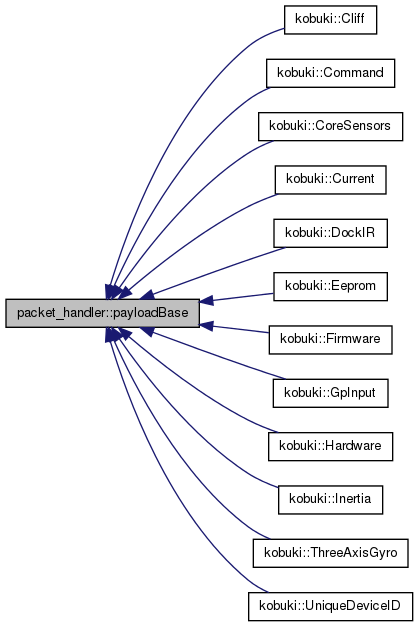 kobuki::Cliff
kobuki::Command
kobuki::CoreSensors
kobuki::Current
kobuki::DockIR
kobuki::Eeprom
packet_handler::payloadBase
kobuki::Firmware
kobuki::GpInput
kobuki::Hardware
kobuki::Inertia
kobuki::ThreeAxisGyro
kobuki::UniqueDeviceID